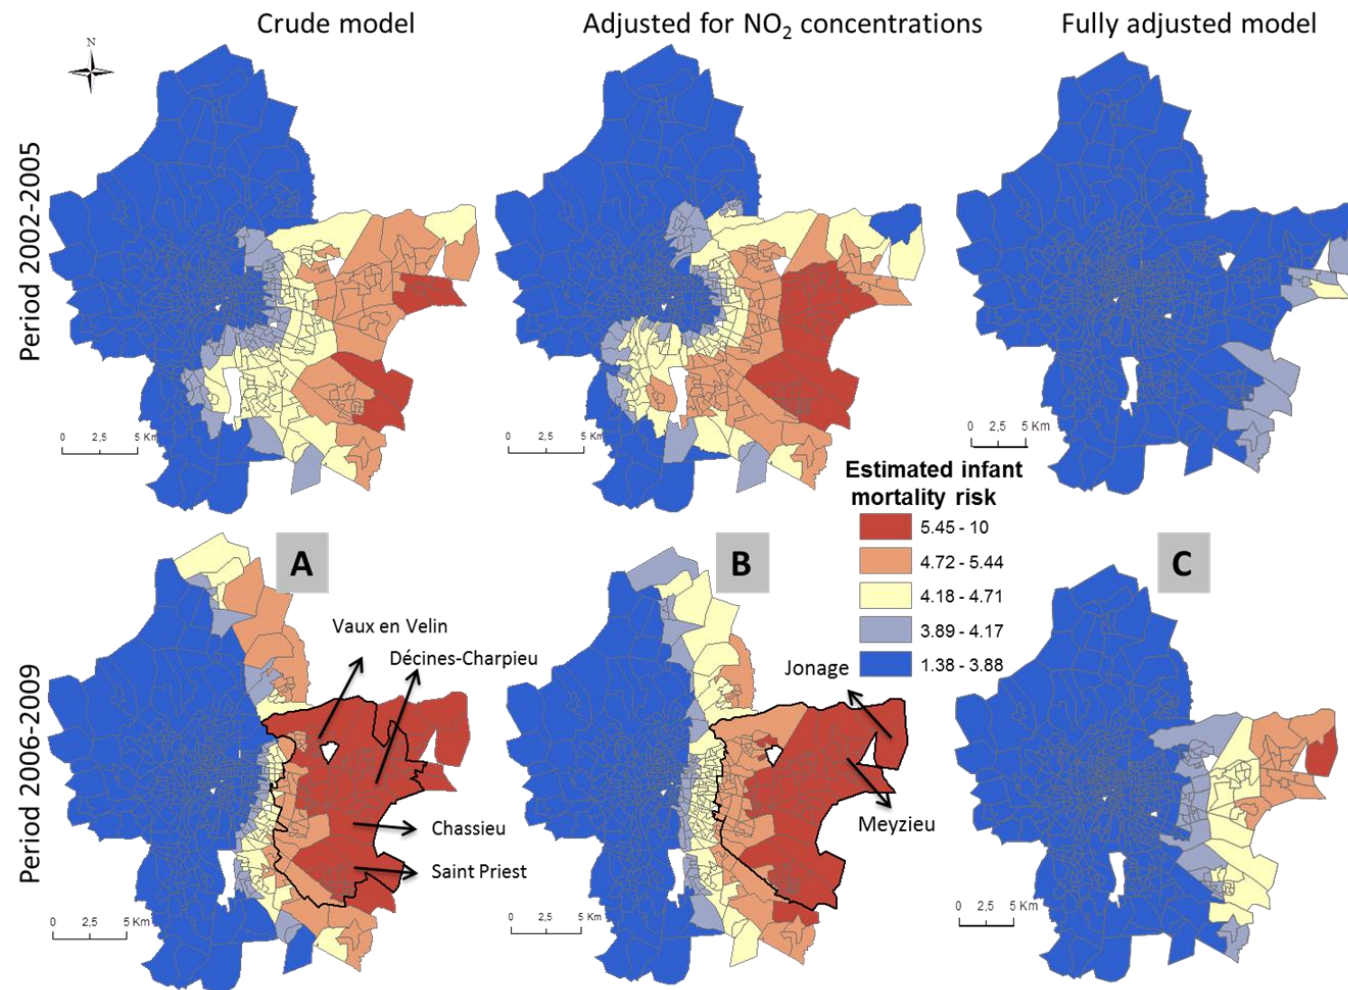 Crude model
Adjusted for NO₂ concentrations
Fully adjusted model
N
Period 2002-2005
0 2,5 5 Km
0 2,5 5 Km
0 2,5 5 Km
Estimated infant
mortality risk
5.45 - 10
4.72 - 5.44
4.18 - 4.71
3.89 - 4.17
1.38 - 3.88
A
B
C
Period 2006-2009
Vaux en Velin
Décines-Charpieu
Chassieu
Saint Priest
Jonage
Meyzieu
0 2,5 5 Km
0 2,5 5 Km
0 2,5 5 Km